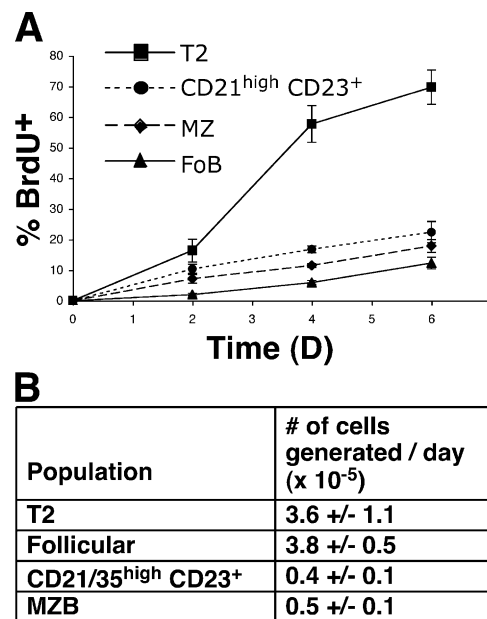 A
T2
CD21high CD23+
MZ
FoB
% BrdU+
80
70
60
50
40
30
20
10
0
0 1 2 3 4 5 6
Time (D)
B
Population
# of cells
generated / day
(x 10-5)
T2 3.6 +/- 1.1
Follicular 3.8 +/- 0.5
CD21/35high CD23+ 0.4 +/- 0.1
MZB 0.5 +/- 0.1